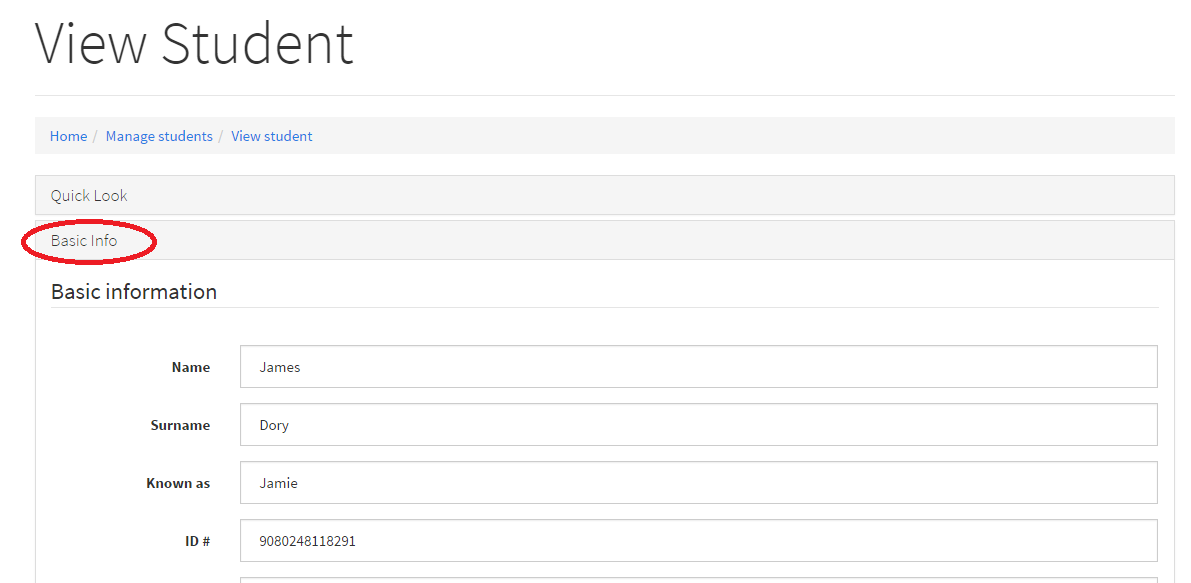 View Student
Home / Manage students / View student
Quick Look
Basic Info
Basic information
Name James
Surname Dory
Known as Jamie
ID # 9080248118291